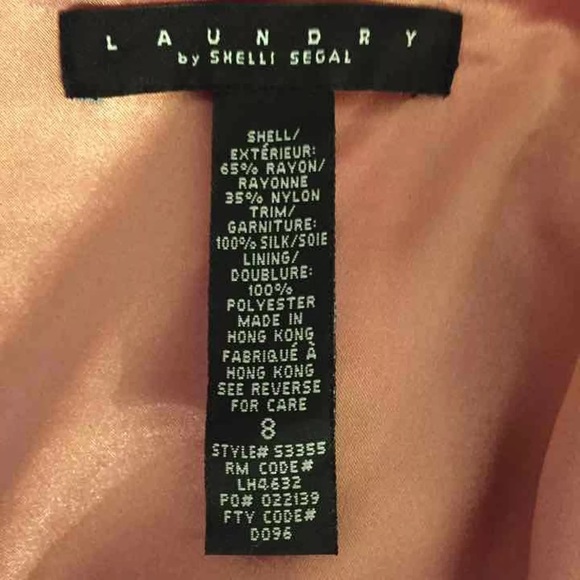 LAUNDRY
by SHELLI SEGAL
SHELL/
EXTÉRIEUR:
65% RAYON/
RAYONNE
35% NYLON
TRIM/
GARNITURE:
100% SILK/SOIE
LINING/
DOUBLURE:
100%
POLYESTER
MADE IN
HONG KONG
FABRIQUÉ À
HONG KONG
SEE REVERSE
FOR CARE
8
STYLE# S3355
RM CODE#
LH4632
PO# 022139
FTY CODE#
D096